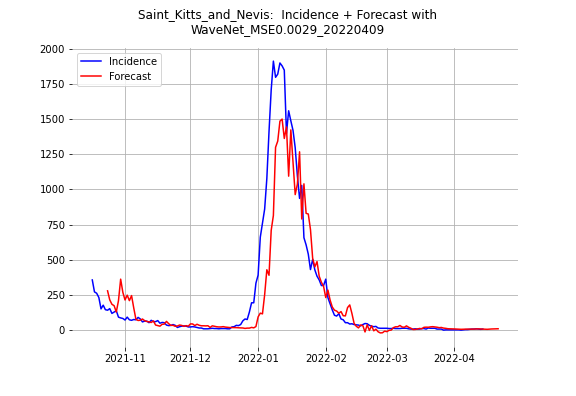 Saint_Kitts_and_Nevis:  Incidence + Forecast with
WaveNet_MSE0.0029_20220409
Incidence
Forecast
2000
1750
1500
1250
1000
750
500
250
0
2021-11 2021-12 2022-01 2022-02 2022-03 2022-04